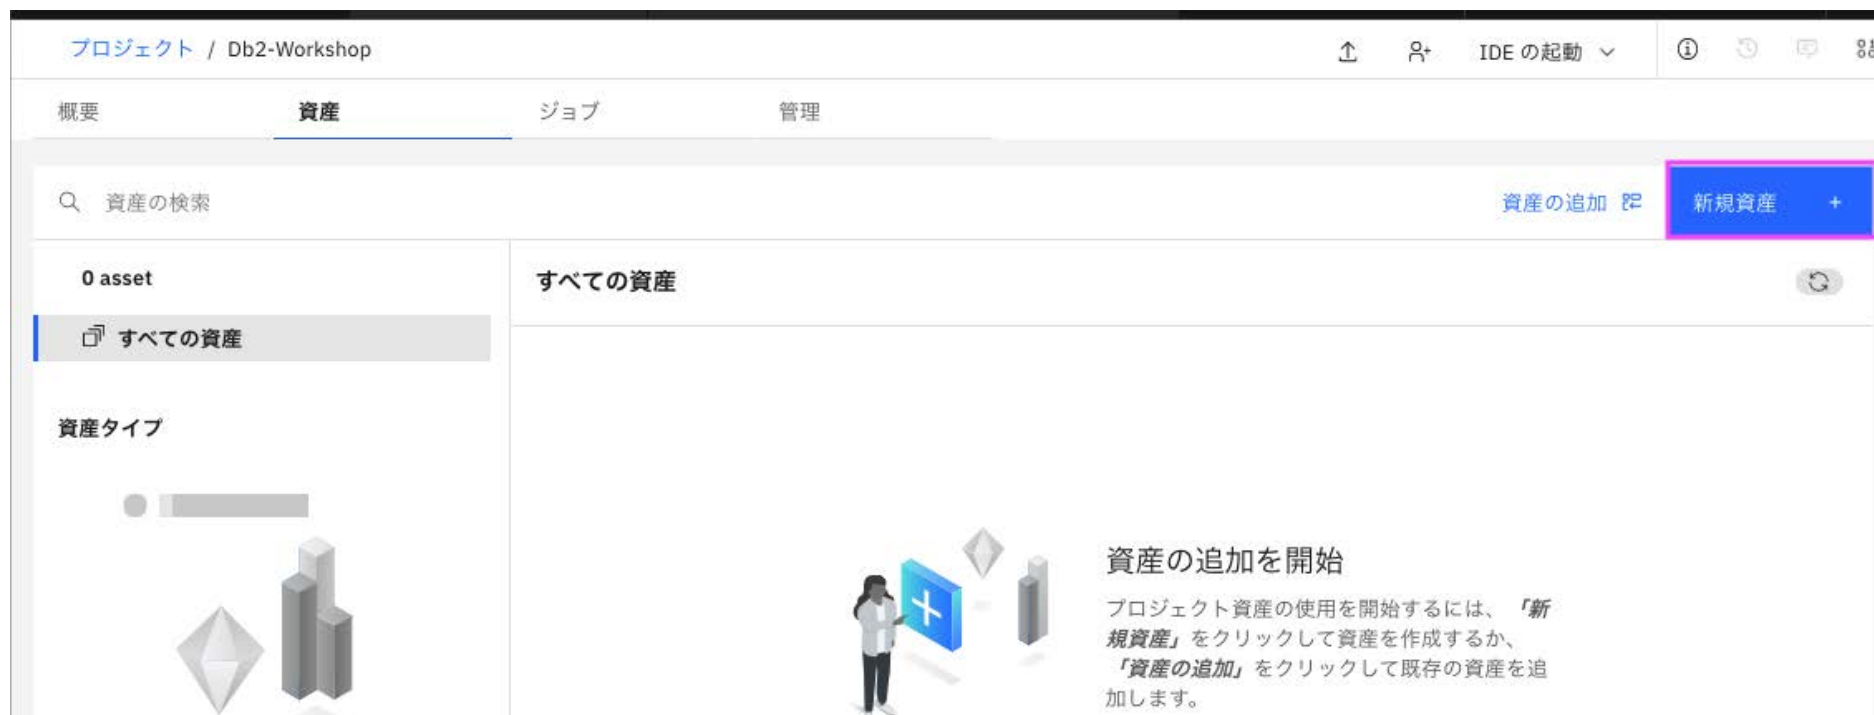 プロジェクト / Db2-Workshop
IDE の起動
概要 資産 ジョブ 管理
資産の検索
資産の追加
新規資産 +
0 asset
すべての資産
すべての資産
資産タイプ
資産の追加を開始
プロジェクト資産の使用を開始するには、「新
規資産」をクリックして資産を作成するか、
「資産の追加」をクリックして既存の資産を追
加します。